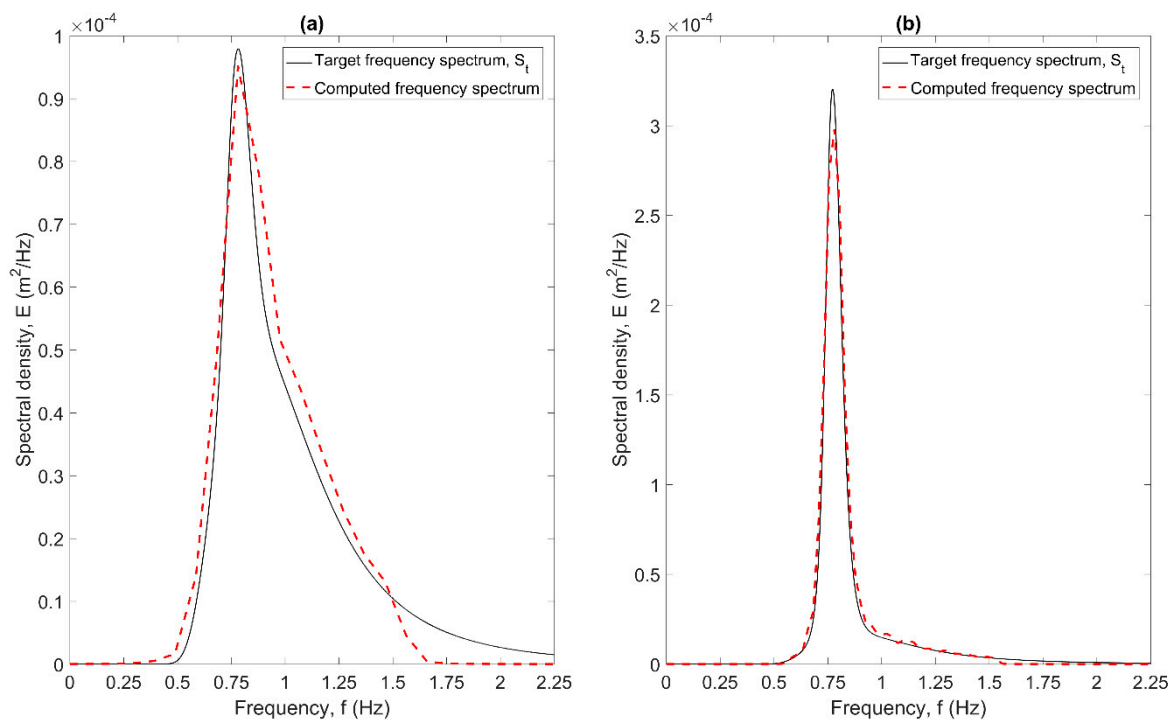 (a)
×10^-4
Target frequency spectrum, S_t
Computed frequency spectrum
1
0.9
0.8
0.7
0.6
0.5
0.4
0.3
0.2
0.1
0
Spectral density, E (m²/Hz)
0 0.25 0.5 0.75 1 1.25 1.5 1.75 2 2.25
Frequency, f (Hz)
(b)
×10^-4
Target frequency spectrum, S_t
Computed frequency spectrum
3.5
3
2.5
2
1.5
1
0.5
0
Spectral density, E (m²/Hz)
0 0.25 0.5 0.75 1 1.25 1.5 1.75 2 2.25
Frequency, f (Hz)